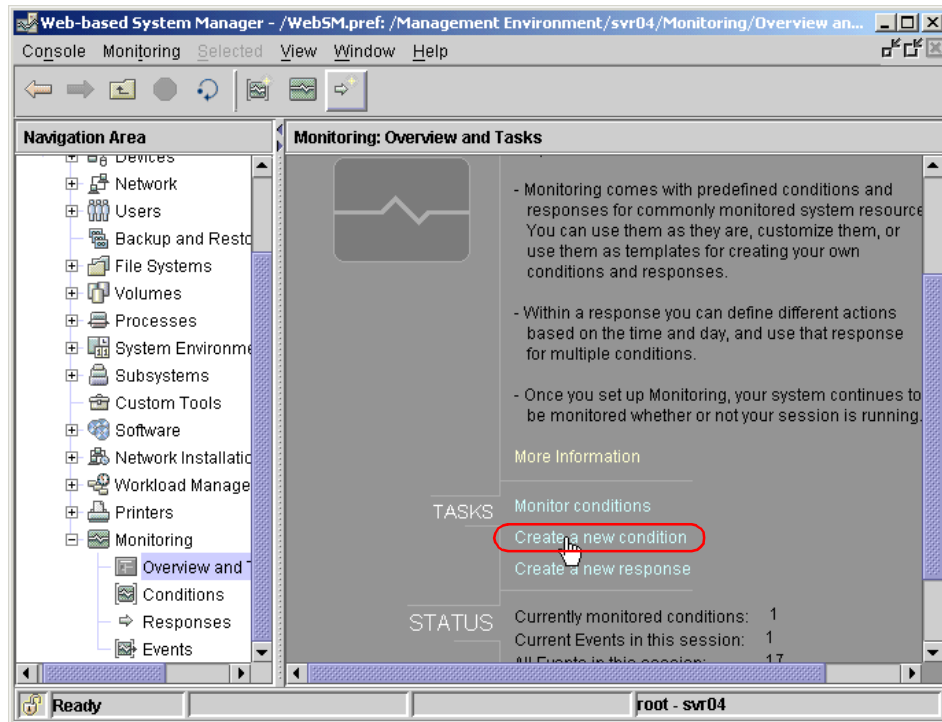 Web-based System Manager - /WebSM.pref: /Management Environment/svr04/Monitoring/Overview an...
Console Monitoring Selected View Window Help
Navigation Area
Monitoring: Overview and Tasks
Devices
Network
Users
Backup and Resto
File Systems
Volumes
Processes
System Environme
Subsystems
Custom Tools
Software
Network Installatio
Workload Manage
Printers
Monitoring
Overview and T
Conditions
Responses
Events
- Monitoring comes with predefined conditions and
responses for commonly monitored system resource
You can use them as they are, customize them, or
use them as templates for creating your own
conditions and responses.
- Within a response you can define different actions
based on the time and day, and use that response
for multiple conditions.
- Once you set up Monitoring, your system continues to
be monitored whether or not your session is running.
More Information
TASKS
Monitor conditions
Create a new condition
Create a new response
STATUS
Currently monitored conditions: 1
Current Events in this session: 1
All Events in this session: 17
Ready
root - svr04